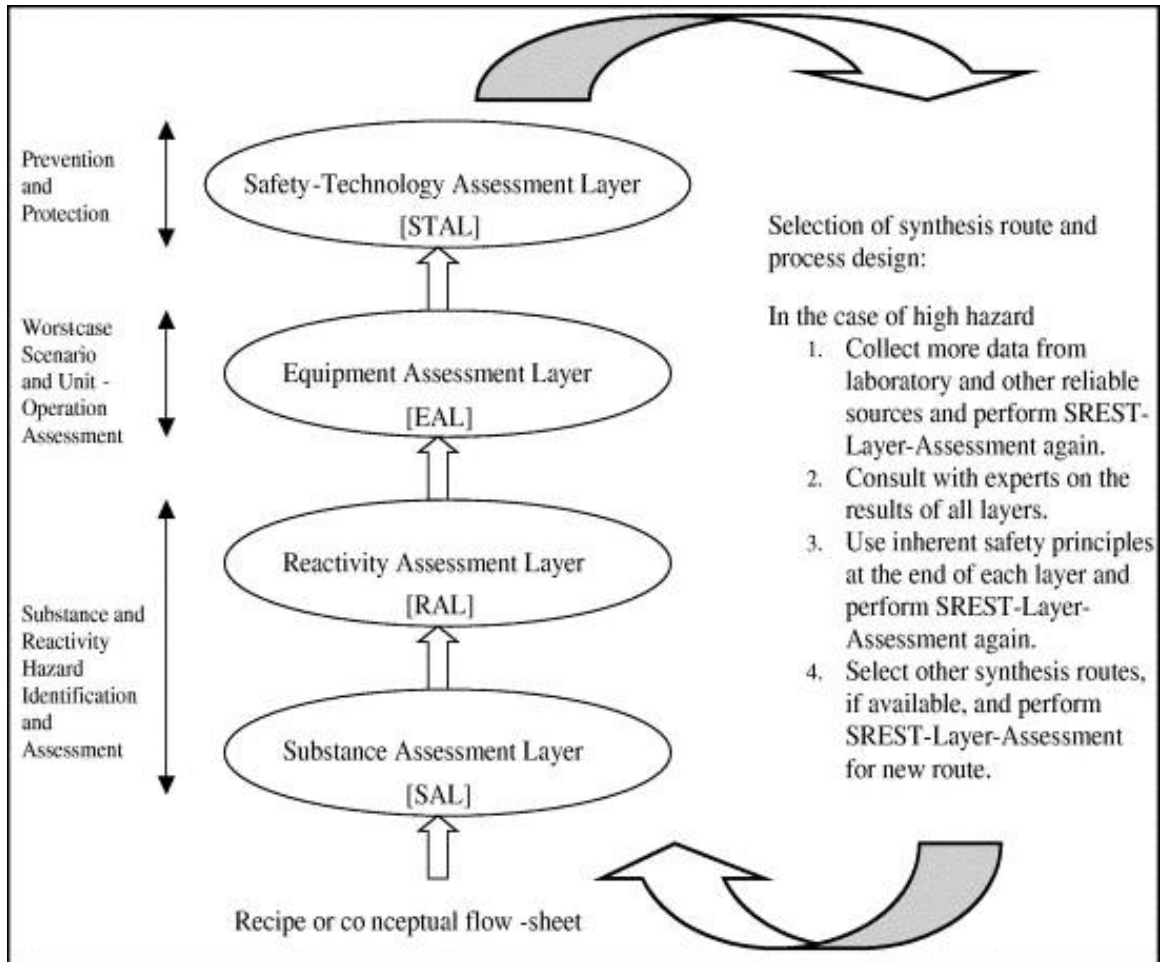 Prevention
and
Protection
Safety-Technology Assessment Layer
[STAL]
Worstcase
Scenario
and Unit -
Operation
Assessment
Equipment Assessment Layer
[EAL]
Substance and
Reactivity
Hazard
Identification
and
Assessment
Reactivity Assessment Layer
[RAL]
Substance Assessment Layer
[SAL]
Recipe or co nceptual flow -sheet
Selection of synthesis route and
process design:
In the case of high hazard
1. Collect more data from
laboratory and other reliable
sources and perform SREST-
Layer-Assessment again.
2. Consult with experts on the
results of all layers.
3. Use inherent safety principles
at the end of each layer and
perform SREST-Layer-
Assessment again.
4. Select other synthesis routes,
if available, and perform
SREST-Layer-Assessment
for new route.